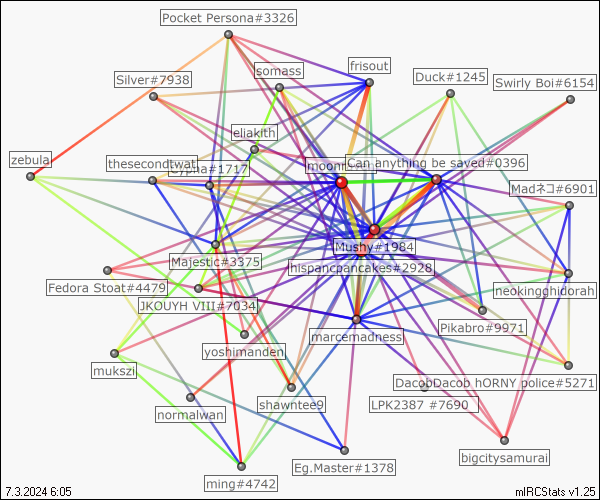 Pocket Persona#3326
somass
frisout
Silver#7938
Duck#1245
Swirly Boi#6154
eliakith
zebula
thesecondtwat
Can anything be saved#0396
Madネコ#6901
Mushy#1984
Majestic#3375
hispancpancakes#2928
Fedora Stoat#4479
JKOUYH VIII#7034
neokingghidorah
Pikabro#9971
marcemadness
yoshimanden
mukszi
DacobDacob hORNY police#5271
normalwan
shawntee9
LPK2387 #7690
bigcitysamurai
Eg.Master#1378
ming#4742
7.3.2024 6:05
mIRCStats v1.25